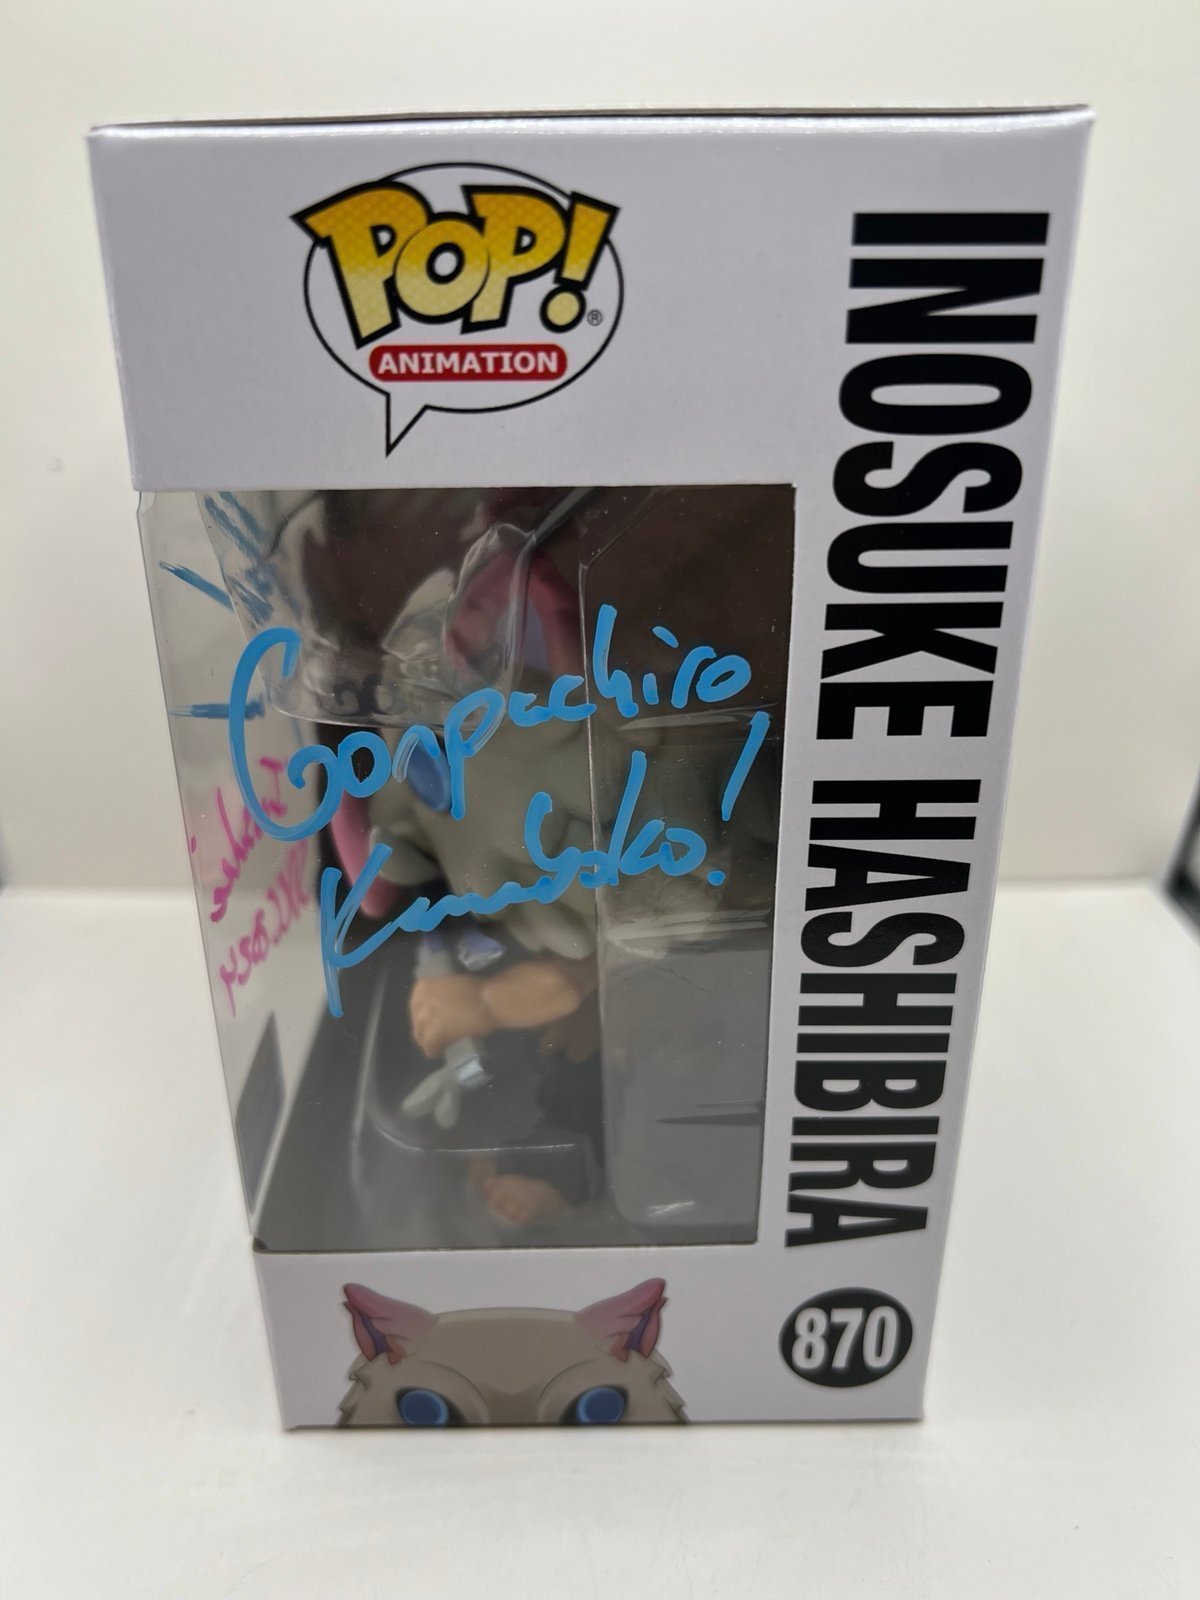 POP!®
ANIMATION
INOSUKE HASHIBIRA
Gonpachiro
Kamaboko!
870